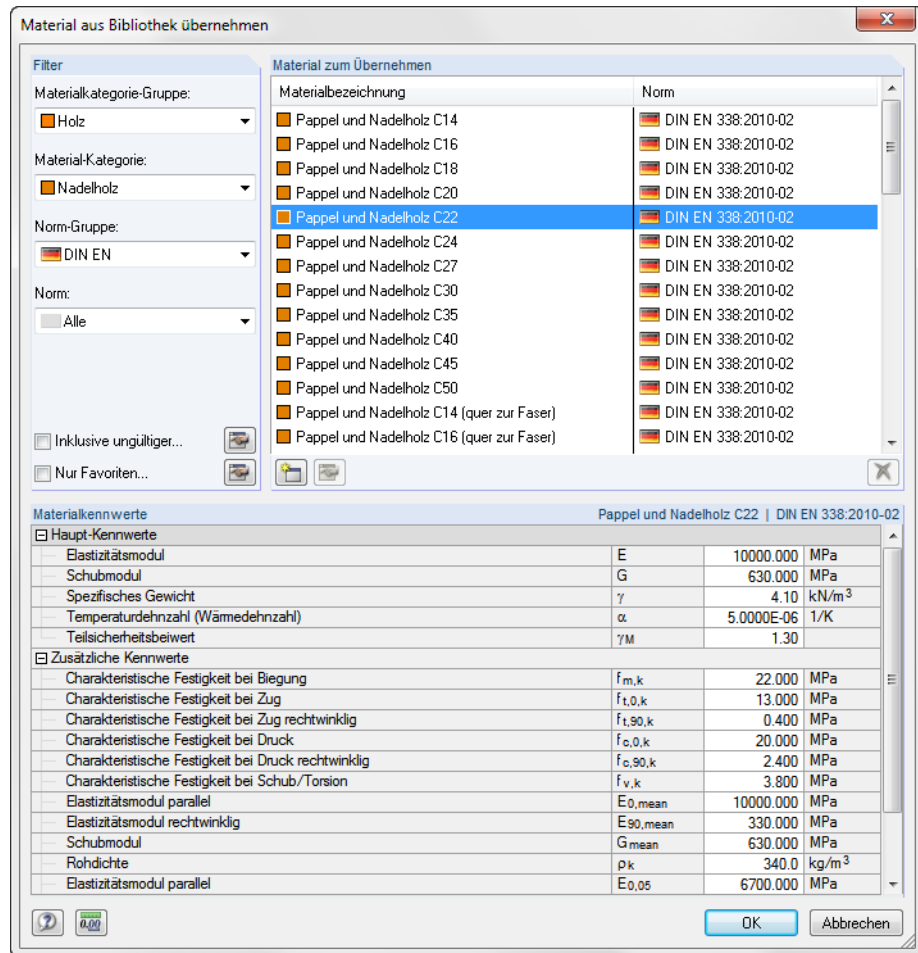 Material aus Bibliothek übernehmen
Filter
Materialkategorie-Gruppe:
Holz
Material-Kategorie:
Nadelholz
Norm-Gruppe:
DIN EN
Norm:
Alle
Inklusive ungültiger...
Nur Favoriten...
Material zum Übernehmen
Materialbezeichnung Norm
Pappel und Nadelholz C14 DIN EN 338:2010-02
Pappel und Nadelholz C16 DIN EN 338:2010-02
Pappel und Nadelholz C18 DIN EN 338:2010-02
Pappel und Nadelholz C20 DIN EN 338:2010-02
Pappel und Nadelholz C22 DIN EN 338:2010-02
Pappel und Nadelholz C24 DIN EN 338:2010-02
Pappel und Nadelholz C27 DIN EN 338:2010-02
Pappel und Nadelholz C30 DIN EN 338:2010-02
Pappel und Nadelholz C35 DIN EN 338:2010-02
Pappel und Nadelholz C40 DIN EN 338:2010-02
Pappel und Nadelholz C45 DIN EN 338:2010-02
Pappel und Nadelholz C50 DIN EN 338:2010-02
Pappel und Nadelholz C14 (quer zur Faser) DIN EN 338:2010-02
Pappel und Nadelholz C16 (quer zur Faser) DIN EN 338:2010-02
Materialkennwerte Pappel und Nadelholz C22 | DIN EN 338:2010-02
Haupt-Kennwerte
Elastizitätsmodul E 10000.000 MPa
Schubmodul G 630.000 MPa
Spezifisches Gewicht γ 4.10 kN/m³
Temperaturdehnzahl (Wärmedehnzahl) α 5.0000E-06 1/K
Teilsicherheitsbeiwert γM 1.30
Zusätzliche Kennwerte
Charakteristische Festigkeit bei Biegung fm,k 22.000 MPa
Charakteristische Festigkeit bei Zug ft,0,k 13.000 MPa
Charakteristische Festigkeit bei Zug rechtwinklig ft,90,k 0.400 MPa
Charakteristische Festigkeit bei Druck fc,0,k 20.000 MPa
Charakteristische Festigkeit bei Druck rechtwinklig fc,90,k 2.400 MPa
Charakteristische Festigkeit bei Schub/Torsion fv,k 3.800 MPa
Elastizitätsmodul parallel E0,mean 10000.000 MPa
Elastizitätsmodul rechtwinklig E90,mean 330.000 MPa
Schubmodul Gmean 630.000 MPa
Rohdichte ρk 340.0 kg/m³
Elastizitätsmodul parallel E0,05 6700.000 MPa
0.00
OK Abbrechen